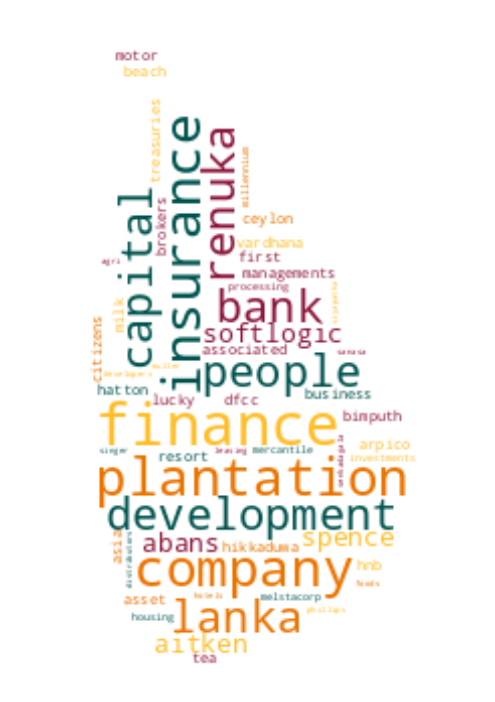 motor
beach
treasuries
insurance
renuka
millennium
capital
brokers
ceylon
vardhana
first
agri
managements
processing
bank
milk
citizens
softlogic
associated
sanasa
people
developers
hatton
business
lucky
dfcc
finance
bimputh
arpico
singer
resort
leasing
mercantile
investments
plantation
development
abans
spence
asia
hikkaduwa
distributors
company
hnb
foods
asset
hotels
melstacorp
lanka
housing
phillips
aitken
tea